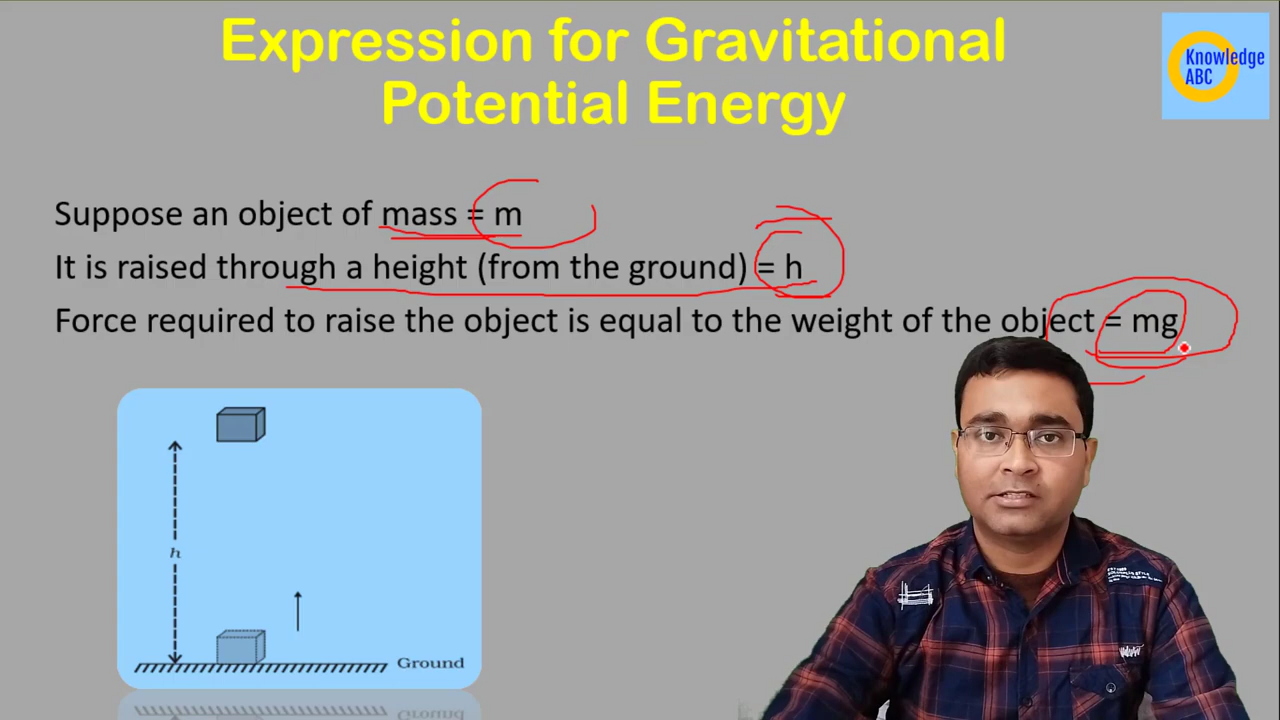 Expression for Gravitational
Potential Energy
Knowledge
ABC
Suppose an object of mass = m
It is raised through a height (from the ground) = h
Force required to raise the object is equal to the weight of the object = mg
h
Ground